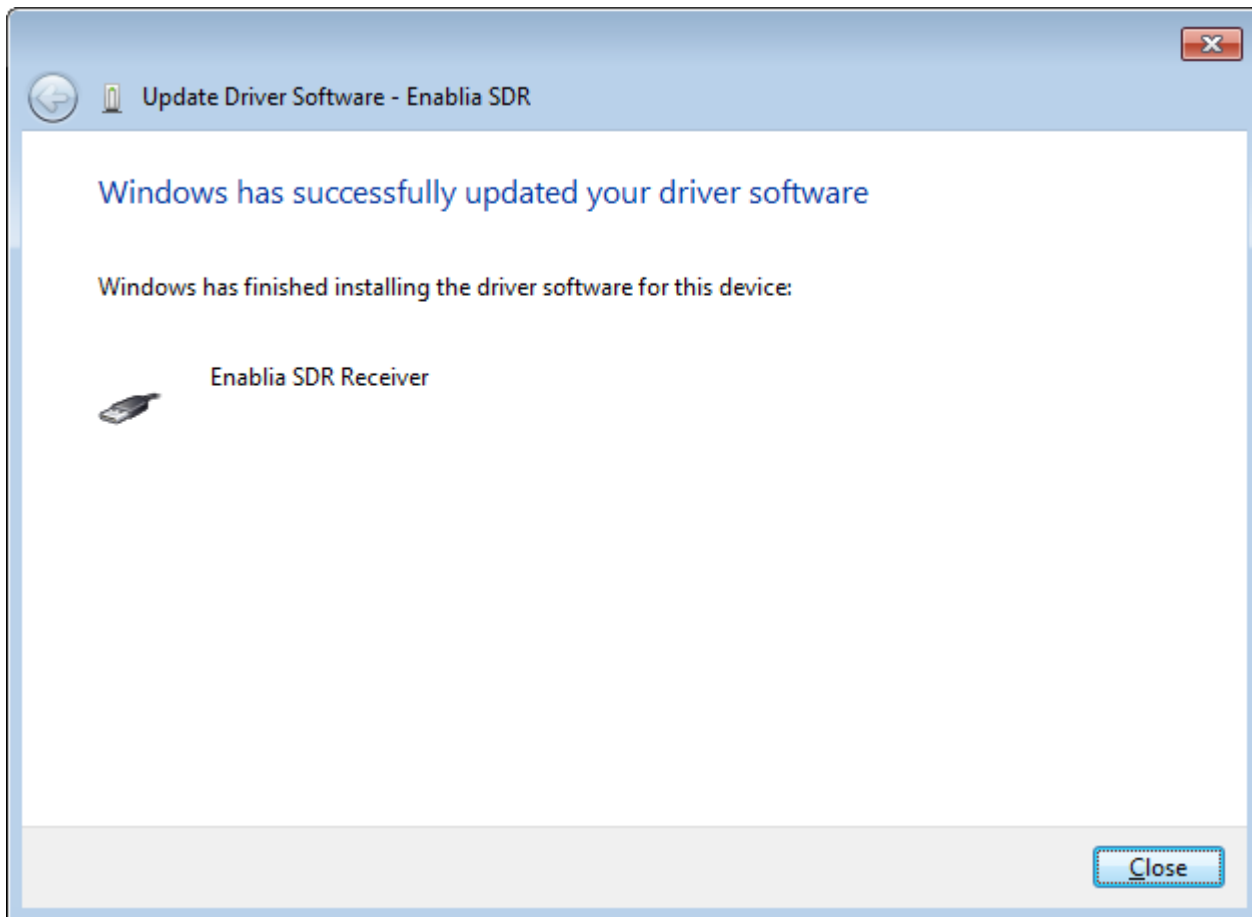 Update Driver Software - Enablia SDR
Windows has successfully updated your driver software
Windows has finished installing the driver software for this device:
Enablia SDR Receiver
Close